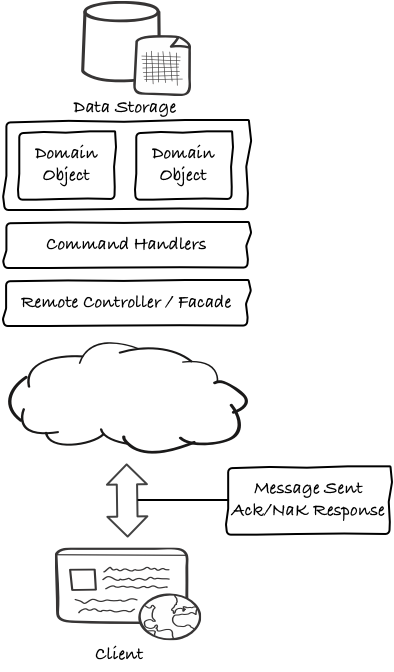 Data Storage
Domain
Object
Domain
Object
Command Handlers
Remote Controller / Facade
Message Sent
Ack/NaK Response
Client